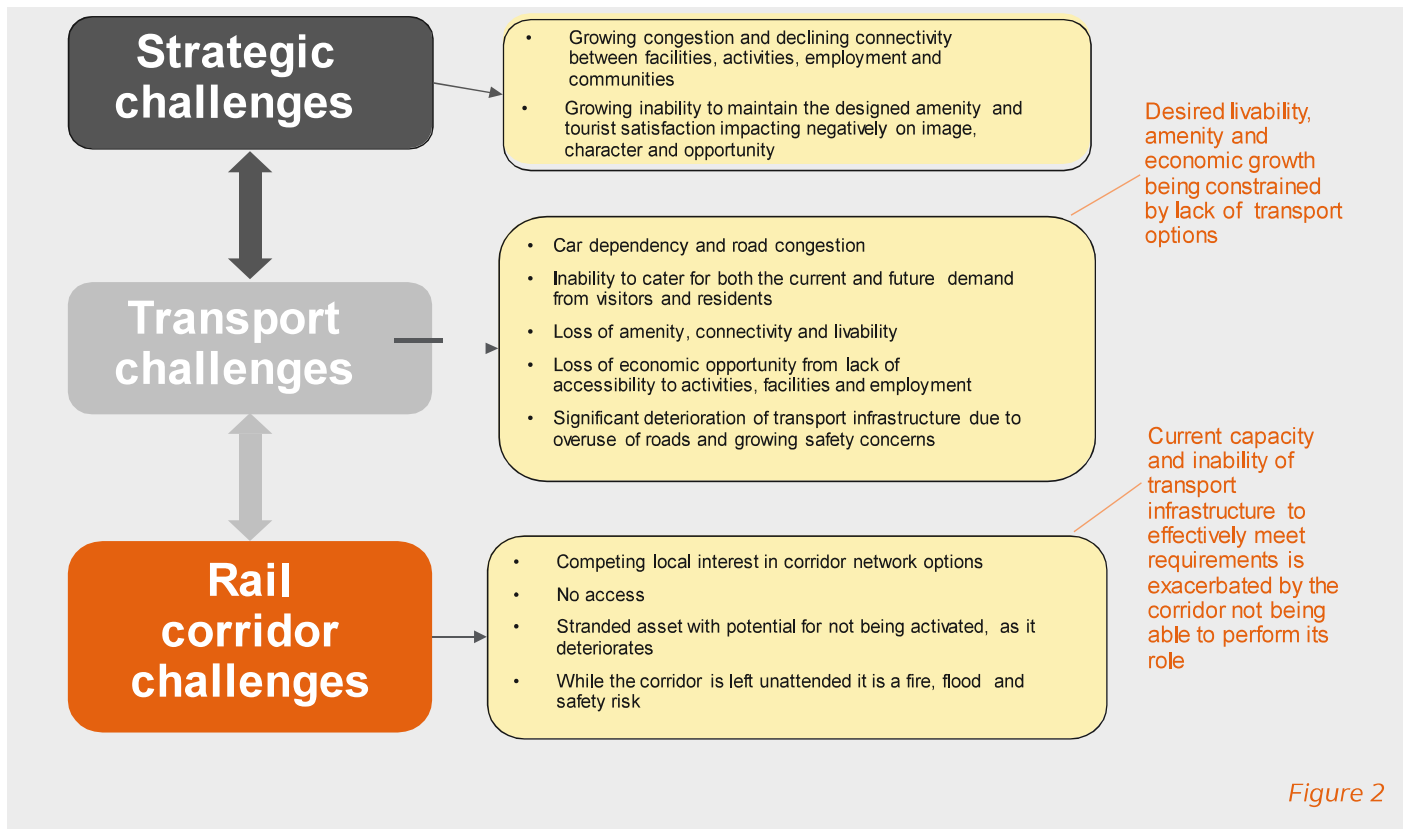 Strategic
challenges
• Growing congestion and declining connectivity
between facilities, activities, employment and
communities
• Growing inability to maintain the designed amenity and
tourist satisfaction impacting negatively on image,
character and opportunity
Desired livability,
amenity and
economic growth
being constrained
by lack of transport
options
Transport
challenges
• Car dependency and road congestion
• Inability to cater for both the current and future demand
from visitors and residents
• Loss of amenity, connectivity and livability
• Loss of economic opportunity from lack of
accessibility to activities, facilities and employment
• Significant deterioration of transport infrastructure due to
overuse of roads and growing safety concerns
Current capacity
and inability of
transport
infrastructure to
effectively meet
requirements is
exacerbated by the
corridor not being
able to perform its
role
Rail
corridor
challenges
• Competing local interest in corridor network options
• No access
• Stranded asset with potential for not being activated, as it
deteriorates
• While the corridor is left unattended it is a fire, flood and
safety risk
Figure 2